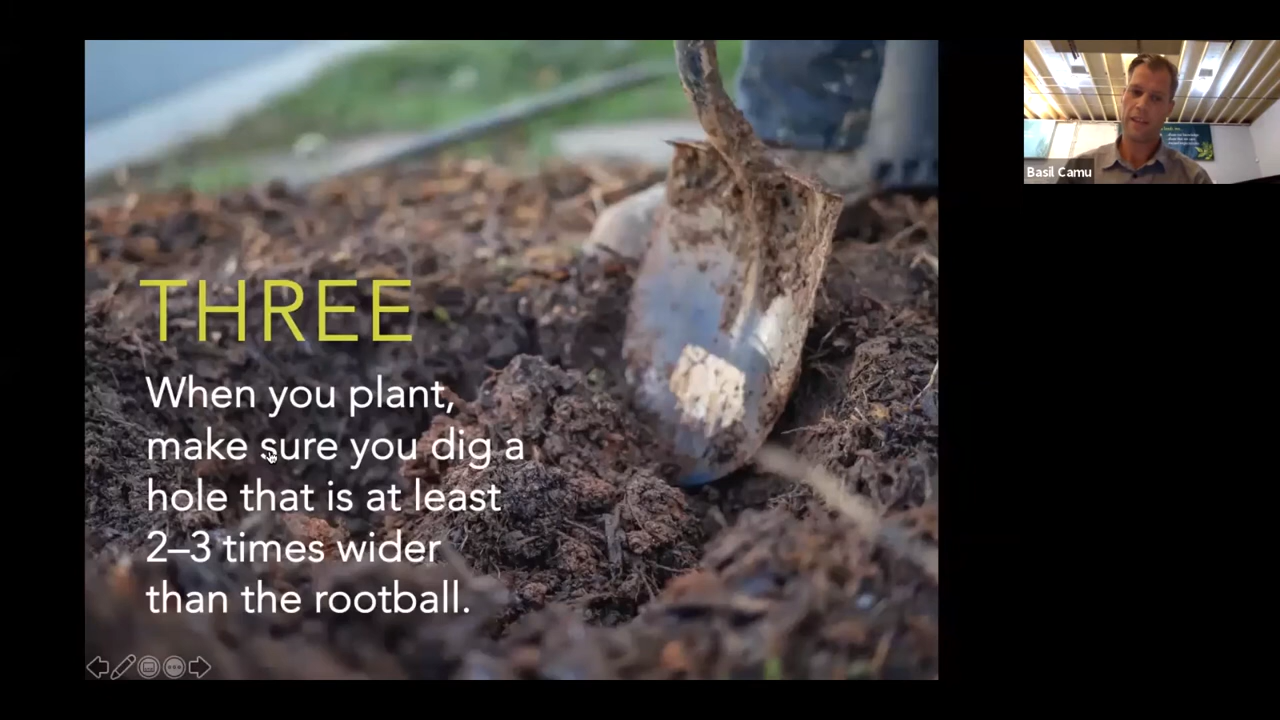 THREE
When you plant,
make sure you dig a
hole that is at least
2–3 times wider
than the rootball.
Basil Camu